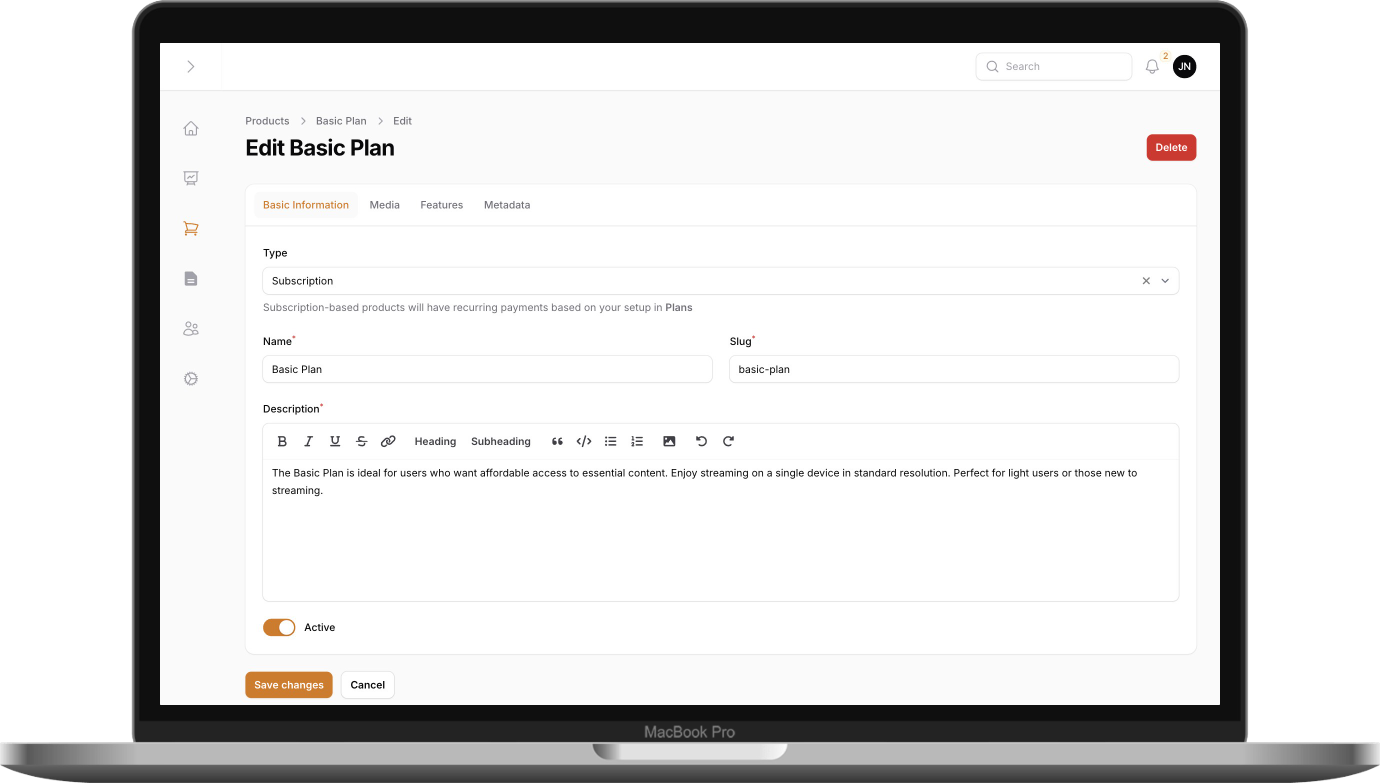 Search
2
JN
Products > Basic Plan > Edit
Edit Basic Plan
Delete
Basic Information Media Features Metadata
Type
Subscription
Subscription-based products will have recurring payments based on your setup in Plans
Name* Slug*
Basic Plan basic-plan
Description*
B I U S Heading Subheading
The Basic Plan is ideal for users who want affordable access to essential content. Enjoy streaming on a single device in standard resolution. Perfect for light users or those new to
streaming.
Active
Save changes Cancel
MacBook Pro